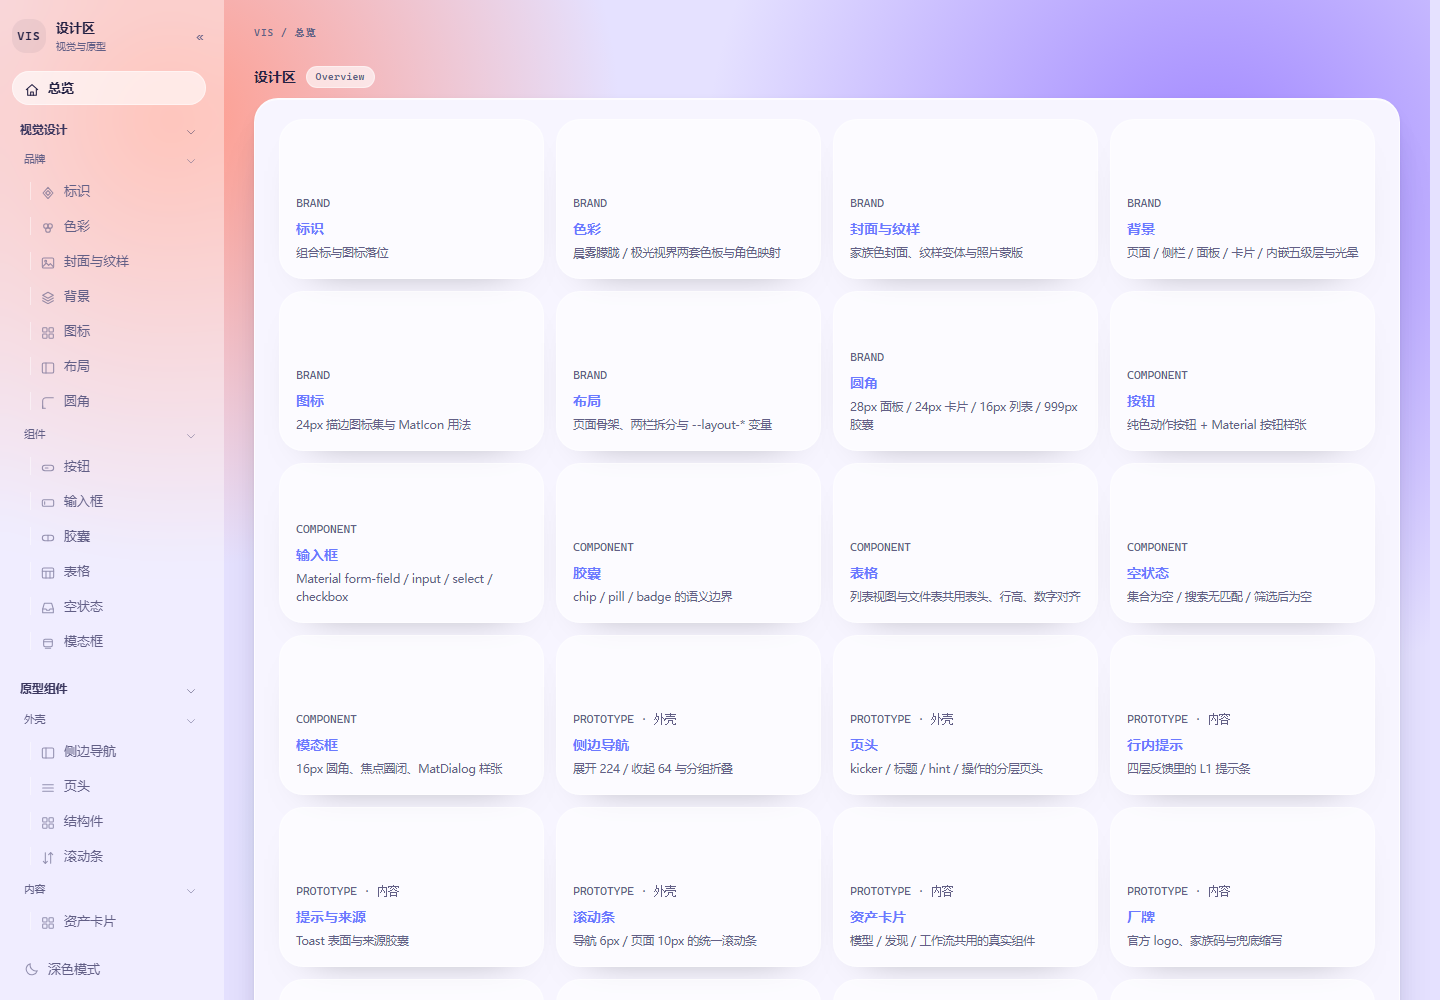 VIS
设计区
视觉与原型
«
总览
视觉设计
品牌
标识
色彩
封面与纹样
背景
图标
布局
圆角
组件
按钮
输入框
胶囊
表格
空状态
模态框
原型组件
外壳
侧边导航
页头
结构件
滚动条
内容
资产卡片
深色模式
VIS / 总览
设计区 Overview
BRAND
标识
组合标与图标落位
BRAND
色彩
晨雾朦胧 / 极光视界两套色板与角色映射
BRAND
封面与纹样
家族色封面、纹样变体与照片蒙版
BRAND
背景
页面 / 侧栏 / 面板 / 卡片 / 内嵌五级层与光晕
BRAND
图标
24px 描边图标集与 MatIcon 用法
BRAND
布局
页面骨架、两栏拆分与 --layout-* 变量
BRAND
圆角
28px 面板 / 24px 卡片 / 16px 列表 / 999px
胶囊
COMPONENT
按钮
纯色动作按钮 + Material 按钮样张
COMPONENT
输入框
Material form-field / input / select /
checkbox
COMPONENT
胶囊
chip / pill / badge 的语义边界
COMPONENT
表格
列表视图与文件表共用表头、行高、数字对齐
COMPONENT
空状态
集合为空 / 搜索无匹配 / 筛选后为空
COMPONENT
模态框
16px 圆角、焦点圈闭、MatDialog 样张
PROTOTYPE · 外壳
侧边导航
展开 224 / 收起 64 与分组折叠
PROTOTYPE · 外壳
页头
kicker / 标题 / hint / 操作的分层页头
PROTOTYPE · 内容
行内提示
四层反馈里的 L1 提示条
PROTOTYPE · 内容
提示与来源
Toast 表面与来源胶囊
PROTOTYPE · 外壳
滚动条
导航 6px / 页面 10px 的统一滚动条
PROTOTYPE · 内容
资产卡片
模型 / 发现 / 工作流共用的真实组件
PROTOTYPE · 内容
厂牌
官方 logo、家族码与兜底缩写